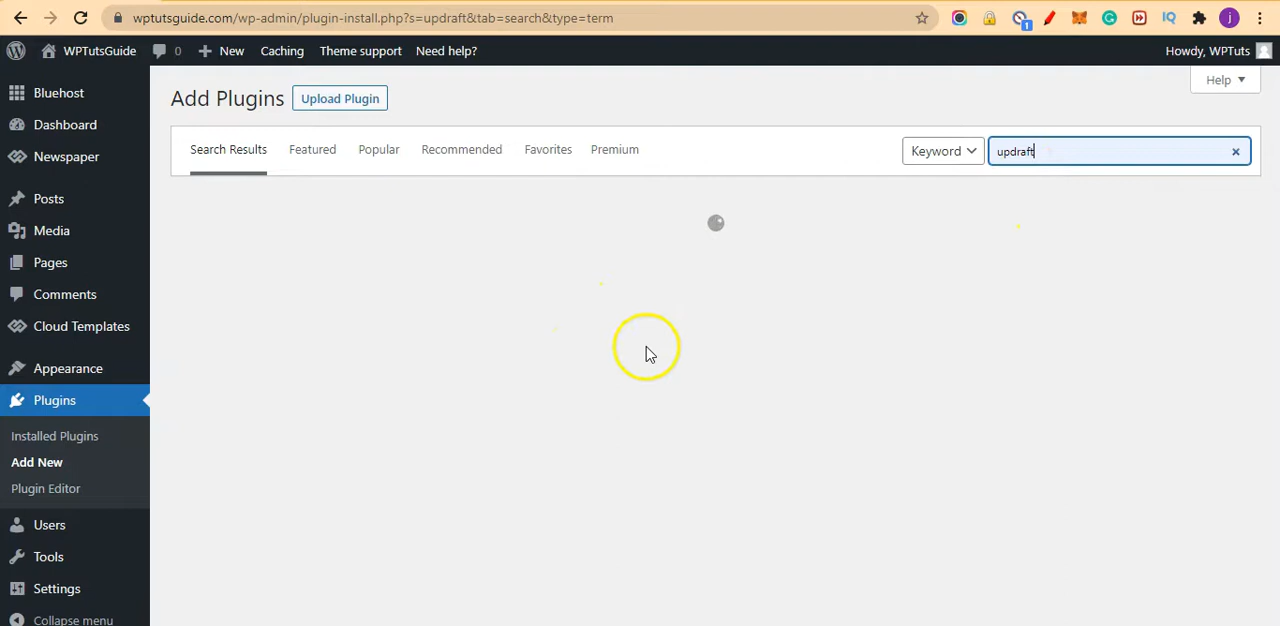 wptutsguide.com/wp-admin/plugin-install.php?s=updraft&tab=search&type=term
1
IQ
j
WPTutsGuide
0
New
Caching
Theme support
Need help?
Howdy, WPTuts
Bluehost
Dashboard
Newspaper
Posts
Media
Pages
Comments
Cloud Templates
Appearance
Plugins
Installed Plugins
Add New
Plugin Editor
Users
Tools
Settings
Collapse menu
Help
Add Plugins
Upload Plugin
Search Results
Featured
Popular
Recommended
Favorites
Premium
Keyword
updraft